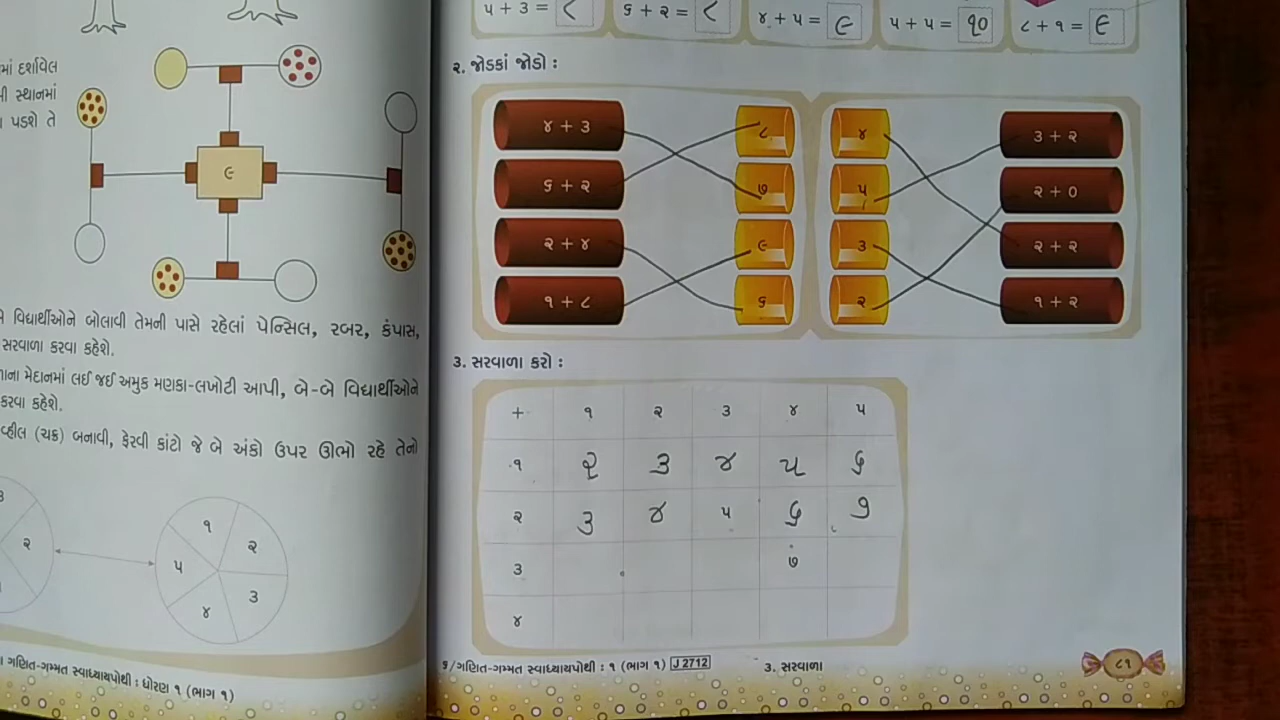 ૫ + ૩ = ૮
૬ + ૨ = ૮
૪ + ૫ = ૯
૫ + ૫ = ૧૦
૮ + ૧ = ૯
માં દર્શાવેલ
ની સ્થાનમાં
પડશે તે
૯
વિદ્યાર્થીઓને બોલાવી તેમની પાસે રહેલાં પેન્સિલ, રબર, કંપાસ,
સરવાળા કરવા કહેશે.
મેદાનમાં લઈ જઈ અમુક મણકા-લખોટી આપી, બે-બે વિદ્યાર્થીઓને
કરવા કહેશે.
વ્હીલ (ચક્ર) બનાવી, ફેરવી કાંટો જે બે અંકો ઉપર ઊભો રહે તેનો
૩
૨
૧
૨
૩
૪
૫
ગણિત-ગમ્મત સ્વાધ્યાયપોથી : ધોરણ ૧ (ભાગ ૧)
૨. જોડકાં જોડો :
૪ + ૩ ૮ ૪ ૩ + ૨
૬ + ૨ ૭ ૫ ૨ + ૦
૨ + ૪ ૯ ૩ ૨ + ૨
૧ + ૮ ૬ ૨ ૧ + ૨
૩. સરવાળા કરો :
+ ૧ ૨ ૩ ૪ ૫
૧ ૨ ૩ ૪ ૫ ૬
૨ ૩ ૪ ૫ ૬ ૭
૩ ૭
૪
૬/ગણિત-ગમ્મત સ્વાધ્યાયપોથી : ૧ (ભાગ ૧) J 2712
૩. સરવાળા
૮૧